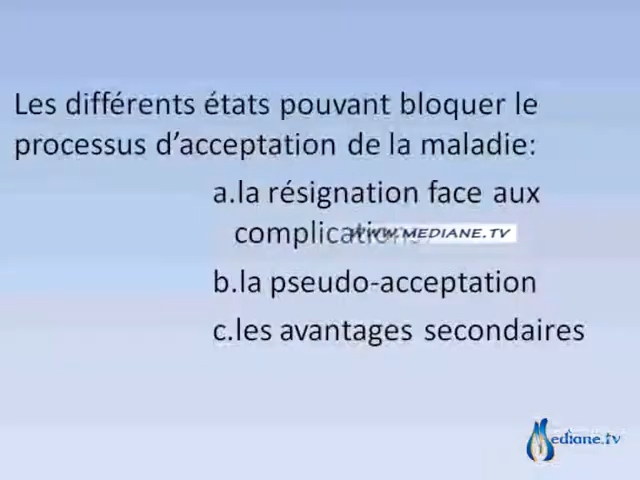 Les différents états pouvant bloquer le
processus d'acceptation de la maladie:
a.la résignation face aux
complications
WWW.MEDIANE.TV
b.la pseudo-acceptation
c.les avantages secondaires
Mediane.tv